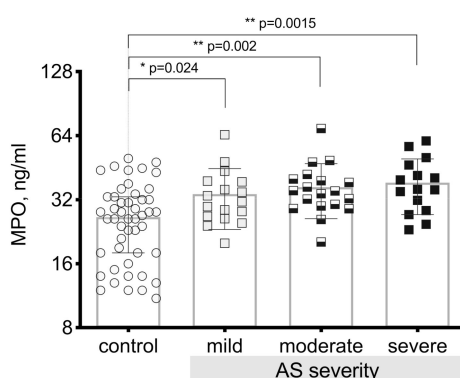 ** p=0.0015
** p=0.002
* p=0.024
128
64
32
16
8
MPO, ng/ml
control mild moderate severe
AS severity